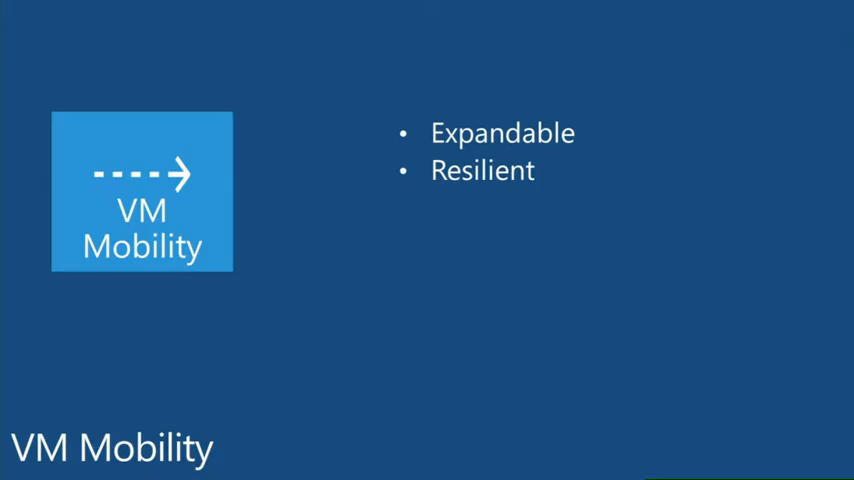 VM
Mobility
• Expandable
• Resilient
VM Mobility